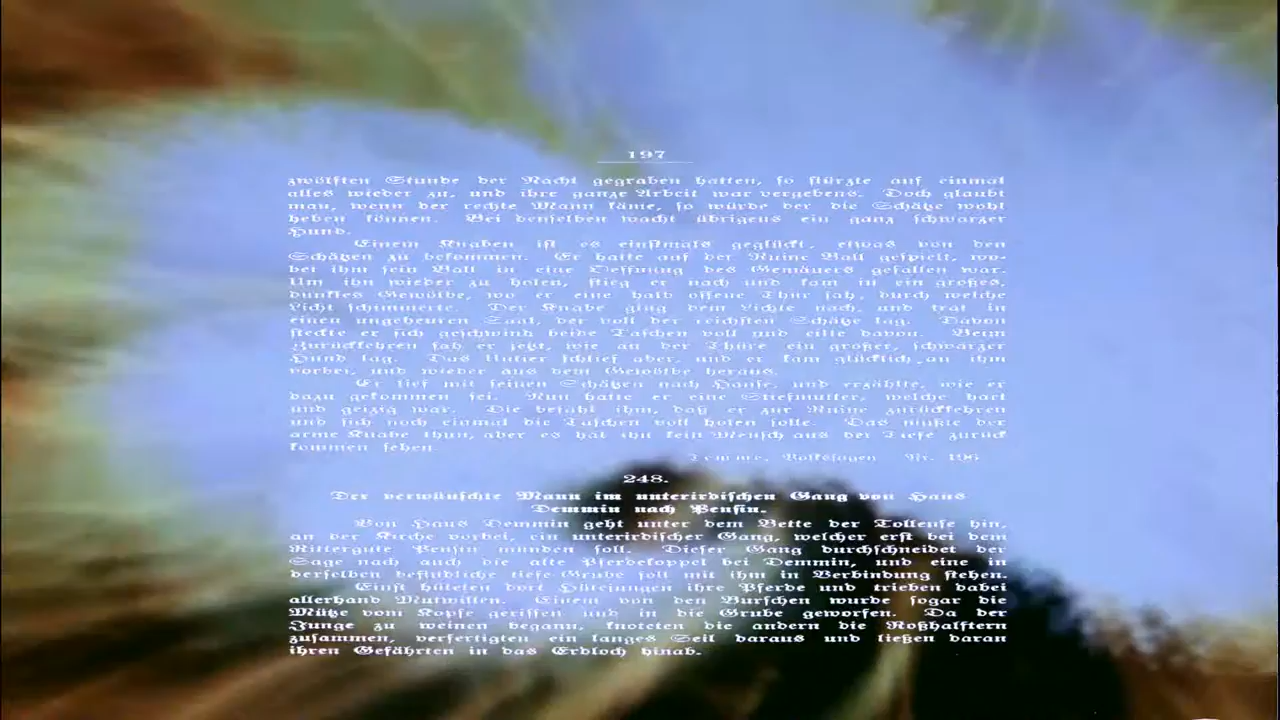 197
zwölften Stunde der Nacht gegraben hatten, so stürzte auf einmal
alles wieder zu, und ihre ganze Arbeit war vergebens. Doch glaubt
man, wenn der rechte Mann käme, so würde der die Schätze wohl
heben können. Bei denselben wacht übrigens ein ganz schwarzer
Hund.
Einem Knaben ist es einstmals geglückt, etwas von den
Schätzen zu bekommen. Er hatte auf der Ruine Ball gespielt, wo-
bei ihm sein Ball in eine Oeffnung des Gemäuers gefallen war.
Um ihn wieder zu holen, stieg er nach und kam in ein großes,
dunkles Gewölbe, wo er eine halb offene Thür sah, durch welche
Licht schimmerte. Der Knabe ging dem Lichte nach, und trat in
einen ungeheuren Saal, der voll der reichsten Schätze lag. Davon
steckte er sich geschwind beide Taschen voll und eilte davon. Beim
Zurückkehren sah er jetzt, wie an der Thüre ein großer, schwarzer
Hund lag. Das Untier schlief aber, und er kam glücklich an ihm
vorbei, und wieder aus dem Gewölbe heraus.
Er lief mit seinen Schätzen nach Hause, und erzählte, wie er
dazu gekommen sei. Nun hatte er eine Stiefmutter, welche hart
und geizig war. Die befahl ihm, daß er zur Ruine zurückkehren
und sich noch einmal die Taschen voll holen solle. Das mußte der
arme Knabe thun, aber es hat ihn kein Mensch aus der Tiefe zurück
kommen sehen.
Temme, Volkssagen Nr. 196
248.
Der verwünschte Mann im unterirdischen Gang von Haus
Demmin nach Pensin.
Von Haus Demmin geht unter dem Bette der Tollense hin,
an der Kirche vorbei, ein unterirdischer Gang, welcher erst bei dem
Rittergute Pensin münden soll. Dieser Gang durchschneidet der
Sage nach auch die alte Pferdekoppel bei Demmin, und eine in
derselben befindliche tiefe Grube soll mit ihm in Verbindung stehen.
Einst hüteten dort Hütejungen ihre Pferde und trieben dabei
allerhand Mutwillen. Einem von den Burschen wurde sogar die
Mütze vom Kopfe gerissen und in die Grube geworfen. Da der
Junge zu weinen begann, knoteten die andern die Roßhalftern
zusammen, verfertigten ein langes Seil daraus und ließen daran
ihren Gefährten in das Erdloch hinab.